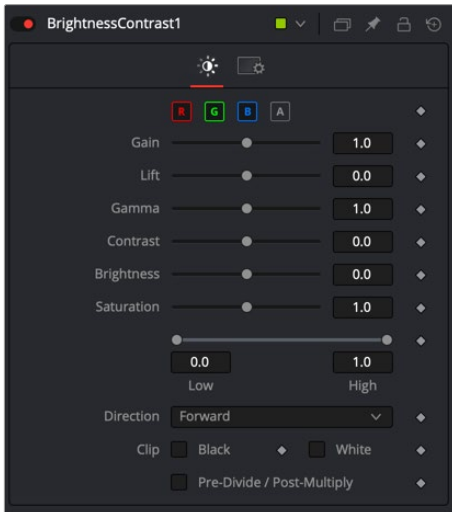 BrightnessContrast1
R G B A
Gain 1.0
Lift 0.0
Gamma 1.0
Contrast 0.0
Brightness 0.0
Saturation 1.0
0.0 1.0
Low High
Direction Forward
Clip Black White
Pre-Divide / Post-Multiply